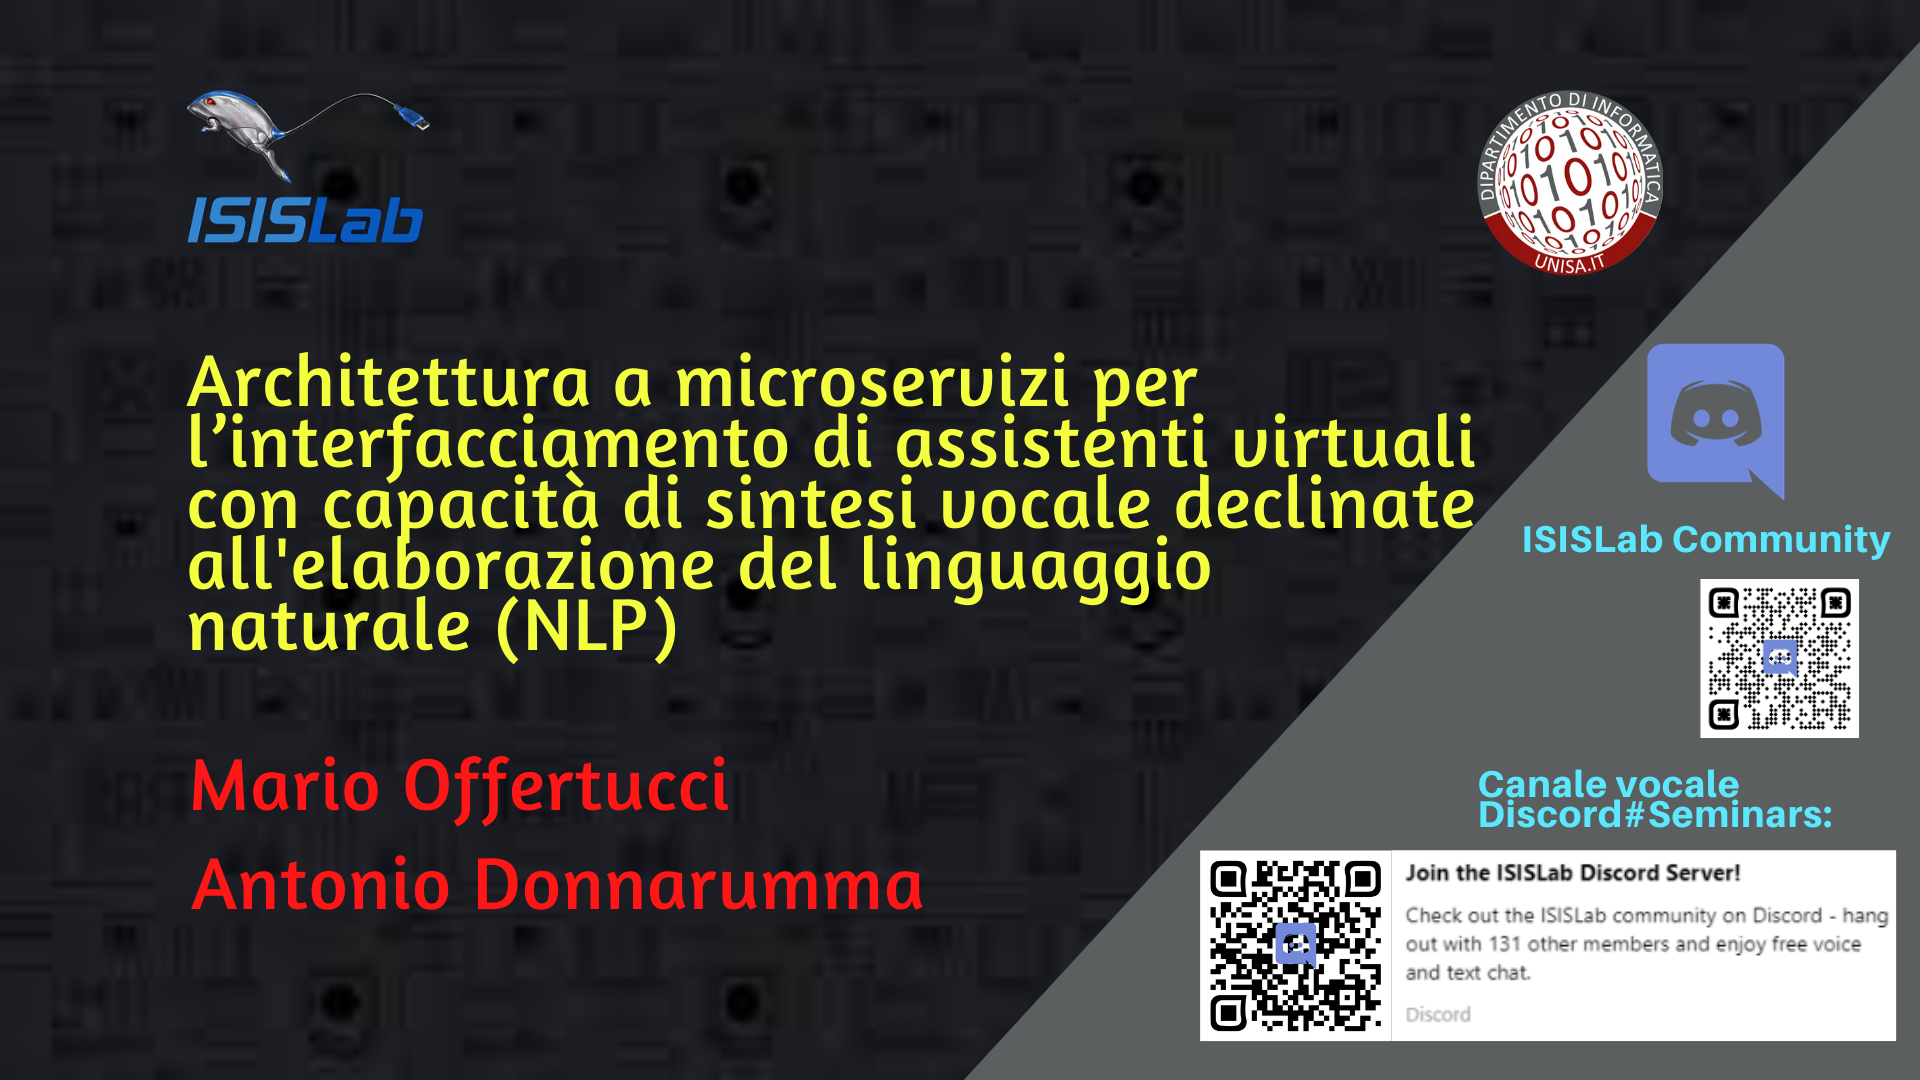 ISISLab
DIPARTIMENTO DI INFORMATICA
UNISA.IT
Architettura a microservizi per
l’interfacciamento di assistenti virtuali
con capacità di sintesi vocale declinate
all'elaborazione del linguaggio
naturale (NLP)
Mario Offertucci
Antonio Donnarumma
ISISLab Community
Canale vocale
Discord#Seminars:
Join the ISISLab Discord Server!
Check out the ISISLab community on Discord - hang
out with 131 other members and enjoy free voice
and text chat.
Discord